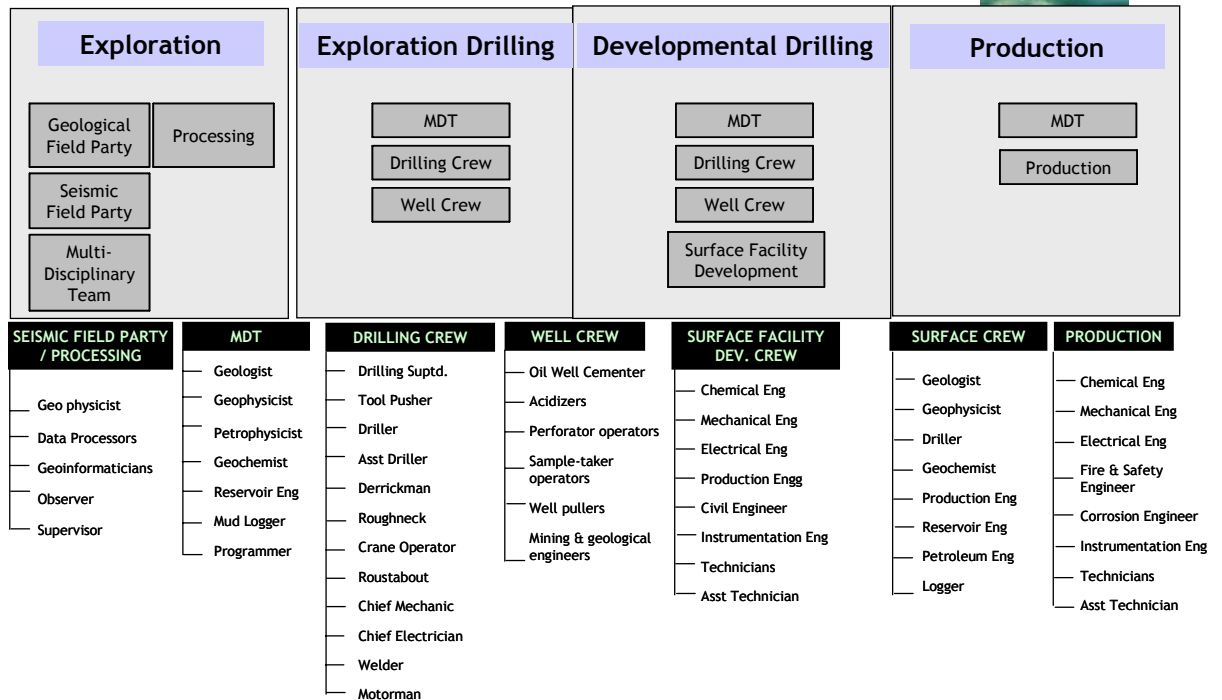 Exploration
Exploration Drilling
Developmental Drilling
Production
Geological
Field Party
Processing
Seismic
Field Party
Multi-
Disciplinary
Team
MDT
Drilling Crew
Well Crew
MDT
Drilling Crew
Well Crew
Surface Facility
Development
MDT
Production
SEISMIC FIELD PARTY
/ PROCESSING
Geo physicist
Data Processors
Geoinformaticians
Observer
Supervisor
MDT
Geologist
Geophysicist
Petrophysicist
Geochemist
Reservoir Eng
Mud Logger
Programmer
DRILLING CREW
Drilling Suptd.
Tool Pusher
Driller
Asst Driller
Derrickman
Roughneck
Crane Operator
Roustabout
Chief Mechanic
Chief Electrician
Welder
Motorman
WELL CREW
Oil Well Cementer
Acidizers
Perforator operators
Sample-taker
operators
Well pullers
Mining & geological
engineers
SURFACE FACILITY
DEV. CREW
Chemical Eng
Mechanical Eng
Electrical Eng
Production Engg
Civil Engineer
Instrumentation Eng
Technicians
Asst Technician
SURFACE CREW
Geologist
Geophysicist
Driller
Geochemist
Production Eng
Reservoir Eng
Petroleum Eng
Logger
PRODUCTION
Chemical Eng
Mechanical Eng
Electrical Eng
Fire & Safety
Engineer
Corrosion Engineer
Instrumentation Eng
Technicians
Asst Technician